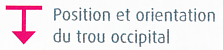 Position et orientation
du trou occipital